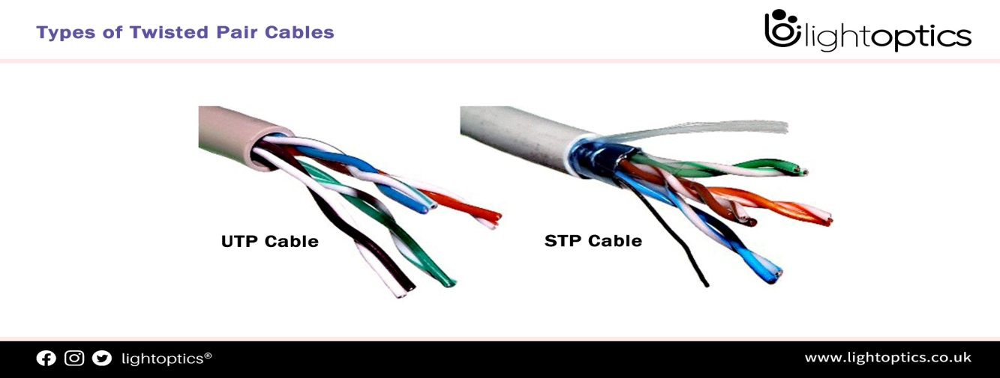 Types of Twisted Pair Cables
lightoptics
UTP Cable
STP Cable
lightoptics®
www.lightoptics.co.uk